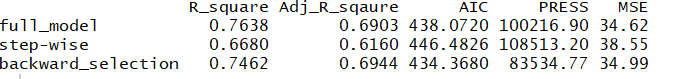 R_square Adj_R_sqaure AIC PRESS MSE
full_model 0.7638 0.6903 438.0720 100216.90 34.62
step-wise 0.6680 0.6160 446.4826 108513.20 38.55
backward_selection 0.7462 0.6944 434.3680 83534.77 34.99